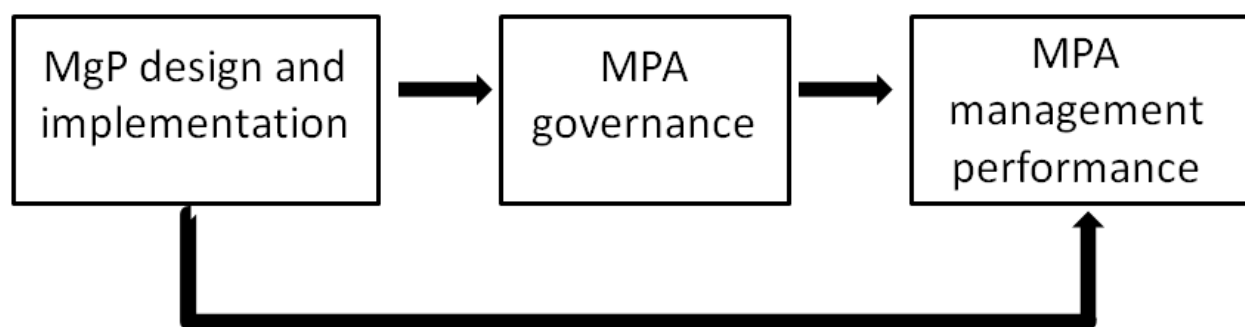 MgP design and
implementation
MPA
governance
MPA
management
performance